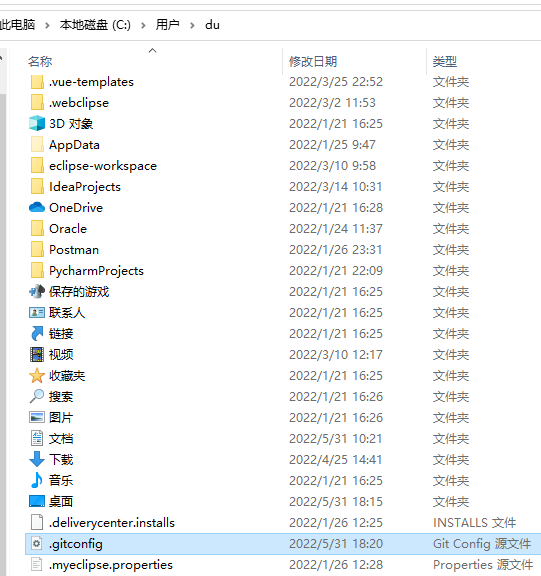 此电脑 > 本地磁盘 (C:) > 用户 > du
名称 修改日期 类型
.vue-templates 2022/3/25 22:52 文件夹
.webclipse 2022/3/2 11:53 文件夹
3D 对象 2022/1/21 16:25 文件夹
AppData 2022/1/25 9:47 文件夹
eclipse-workspace 2022/3/10 9:58 文件夹
IdeaProjects 2022/3/14 10:31 文件夹
OneDrive 2022/1/21 16:28 文件夹
Oracle 2022/1/24 11:37 文件夹
Postman 2022/1/26 23:31 文件夹
PycharmProjects 2022/1/21 22:09 文件夹
保存的游戏 2022/1/21 16:25 文件夹
联系人 2022/1/21 16:25 文件夹
链接 2022/1/21 16:25 文件夹
视频 2022/3/10 12:17 文件夹
收藏夹 2022/1/21 16:25 文件夹
搜索 2022/1/21 16:26 文件夹
图片 2022/1/21 16:26 文件夹
文档 2022/5/31 10:21 文件夹
下载 2022/4/25 14:41 文件夹
音乐 2022/1/21 16:25 文件夹
桌面 2022/5/31 18:15 文件夹
.deliverycenter.installs 2022/1/26 12:25 INSTALLS 文件
.gitconfig 2022/5/31 18:20 Git Config 源文件
.myeclipse.properties 2022/1/26 12:28 Properties 源文件